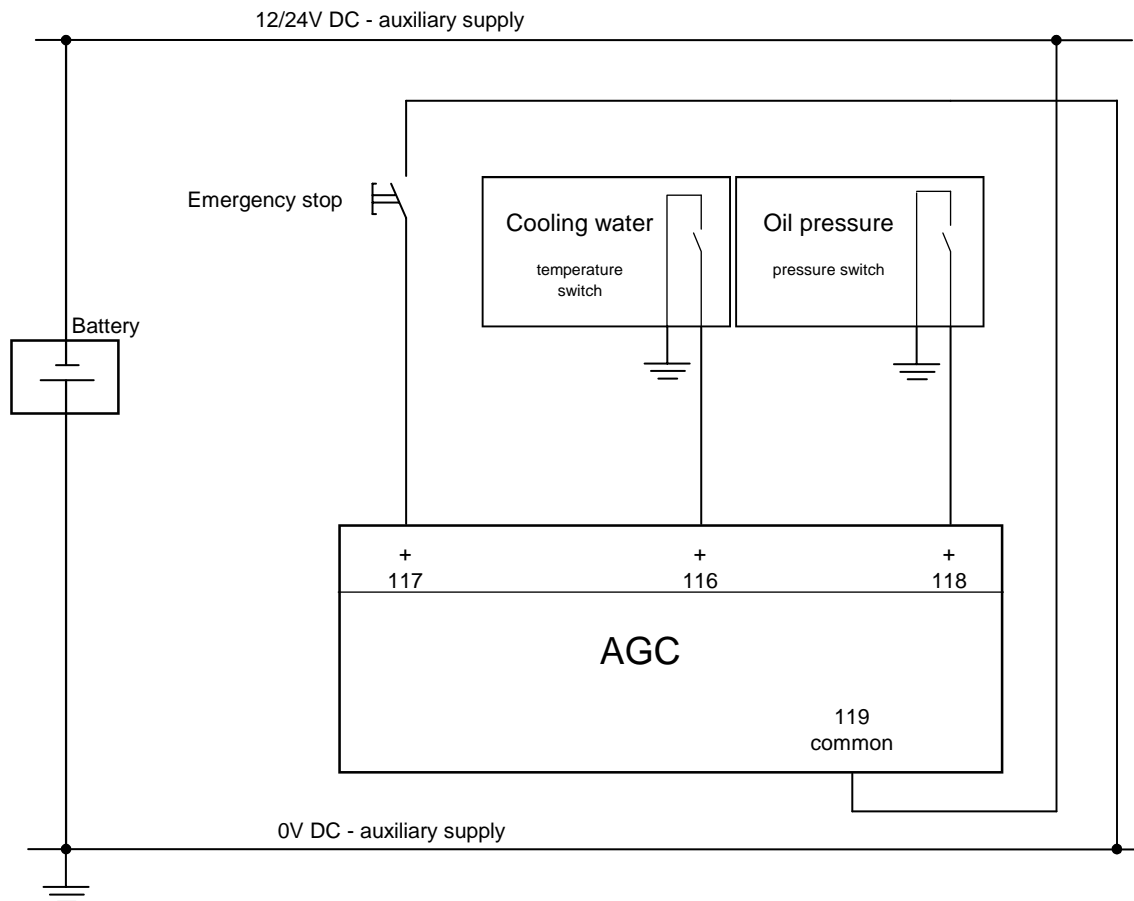 12/24V DC - auxiliary supply
Emergency stop
Cooling water
temperature
switch
Oil pressure
pressure switch
Battery
+ + +
117 116 118
AGC
119
common
0V DC - auxiliary supply